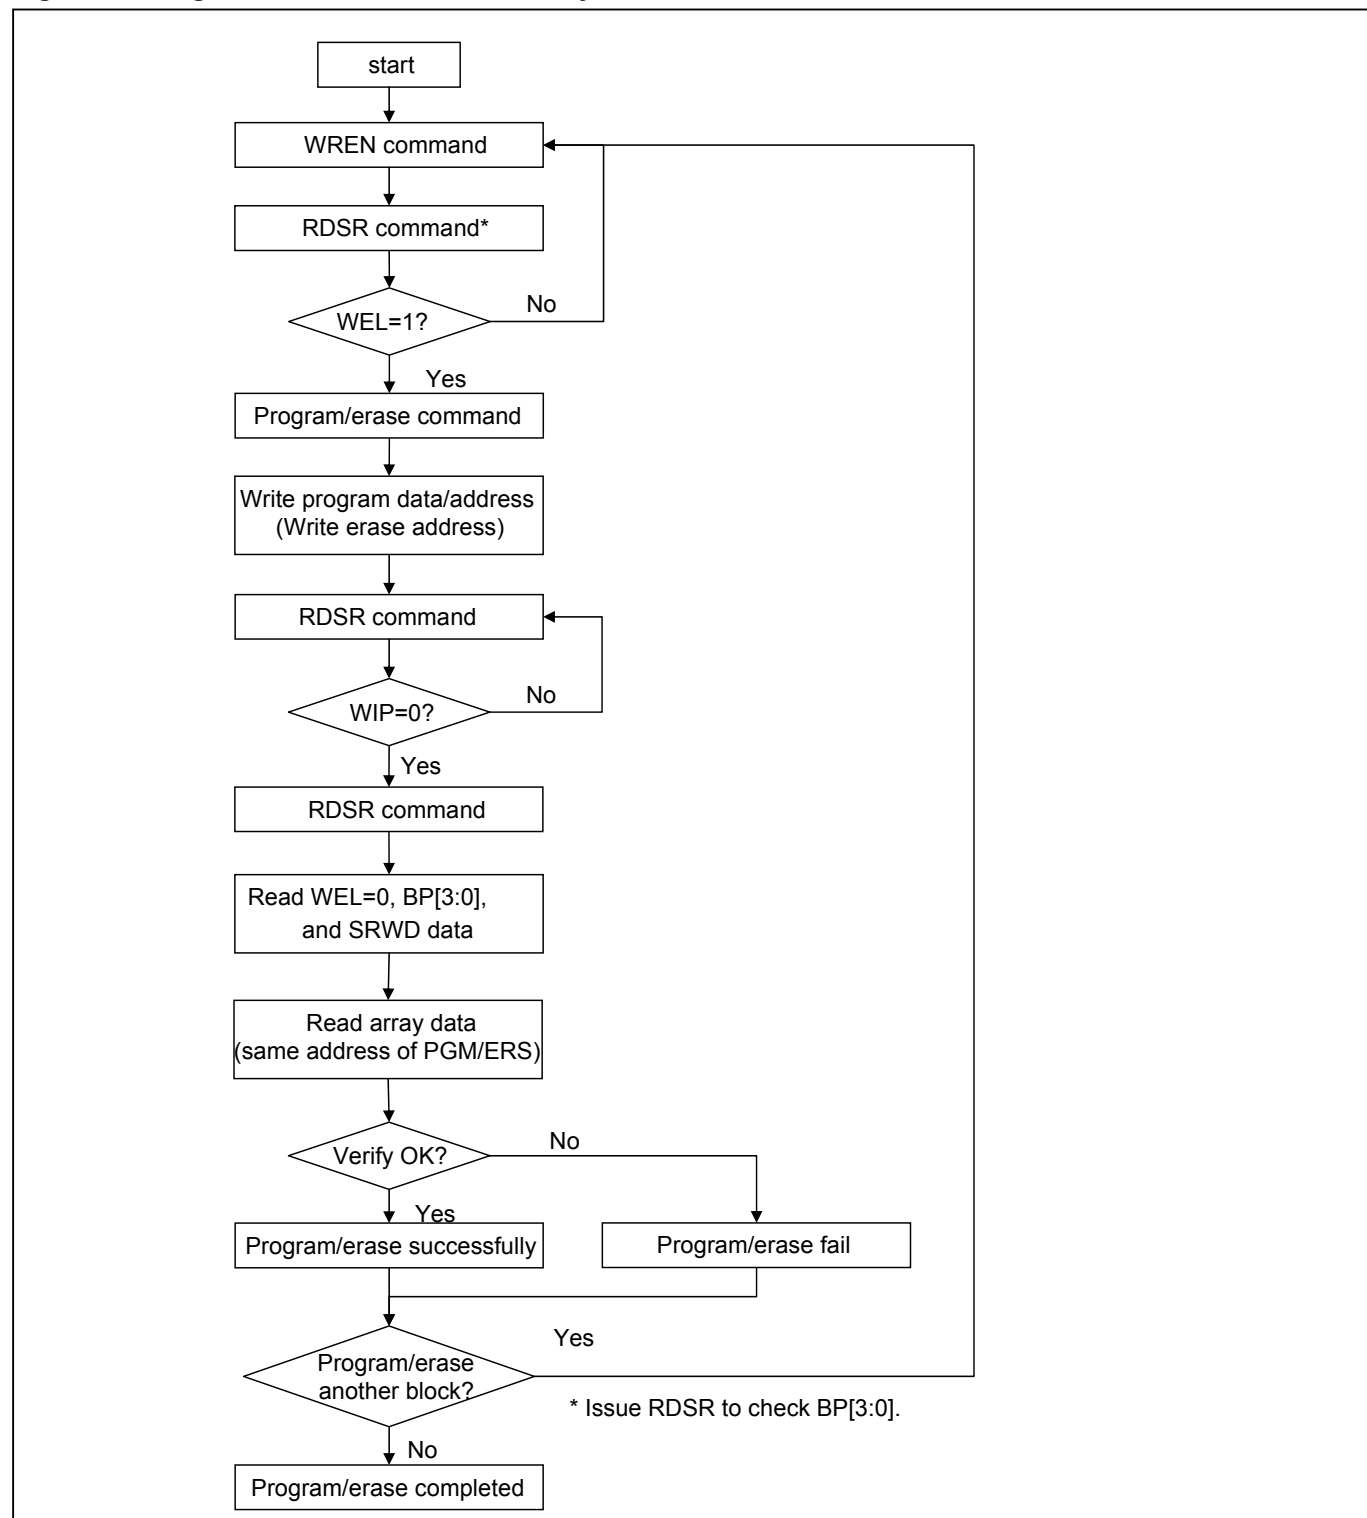 start
WREN command
RDSR command*
WEL=1?
No
Yes
Program/erase command
Write program data/address
(Write erase address)
RDSR command
WIP=0?
No
Yes
RDSR command
Read WEL=0, BP[3:0],
and SRWD data
Read array data
(same address of PGM/ERS)
Verify OK?
No
Yes
Program/erase successfully
Program/erase fail
Yes
Program/erase
another block?
* Issue RDSR to check BP[3:0].
No
Program/erase completed